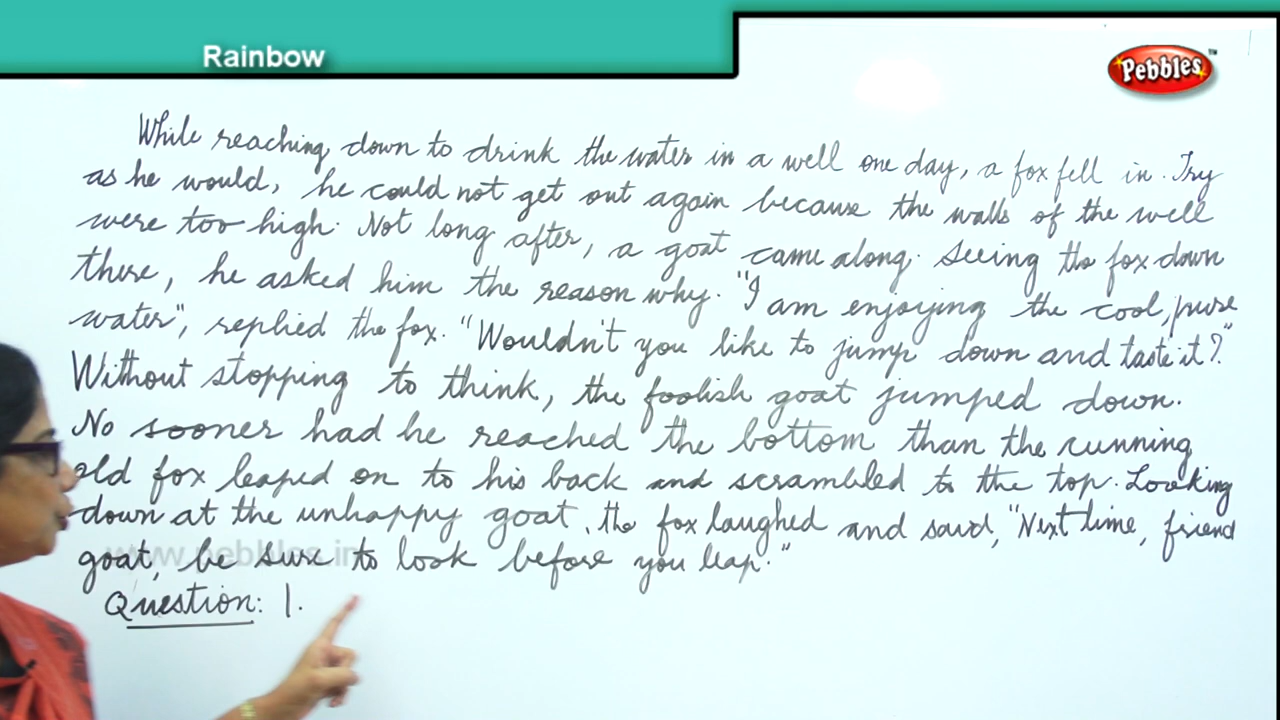 Rainbow
Pebbles™
While reaching down to drink the water in a well one day, a fox fell in. Try
as he would, he could not get out again because the walls of the well
were too high. Not long after, a goat came along. Seeing the fox down
there, he asked him the reason why. "I am enjoying the cool, pure
water", replied the fox. "Wouldn't you like to jump down and taste it?"
Without stopping to think, the foolish goat jumped down.
No sooner had he reached the bottom than the cunning
old fox leaped on to his back and scrambled to the top. Looking
down at the unhappy goat, the fox laughed and said, "Next time, friend
goat, be sure to look before you leap."
www.pebbles.in
Question: 1.